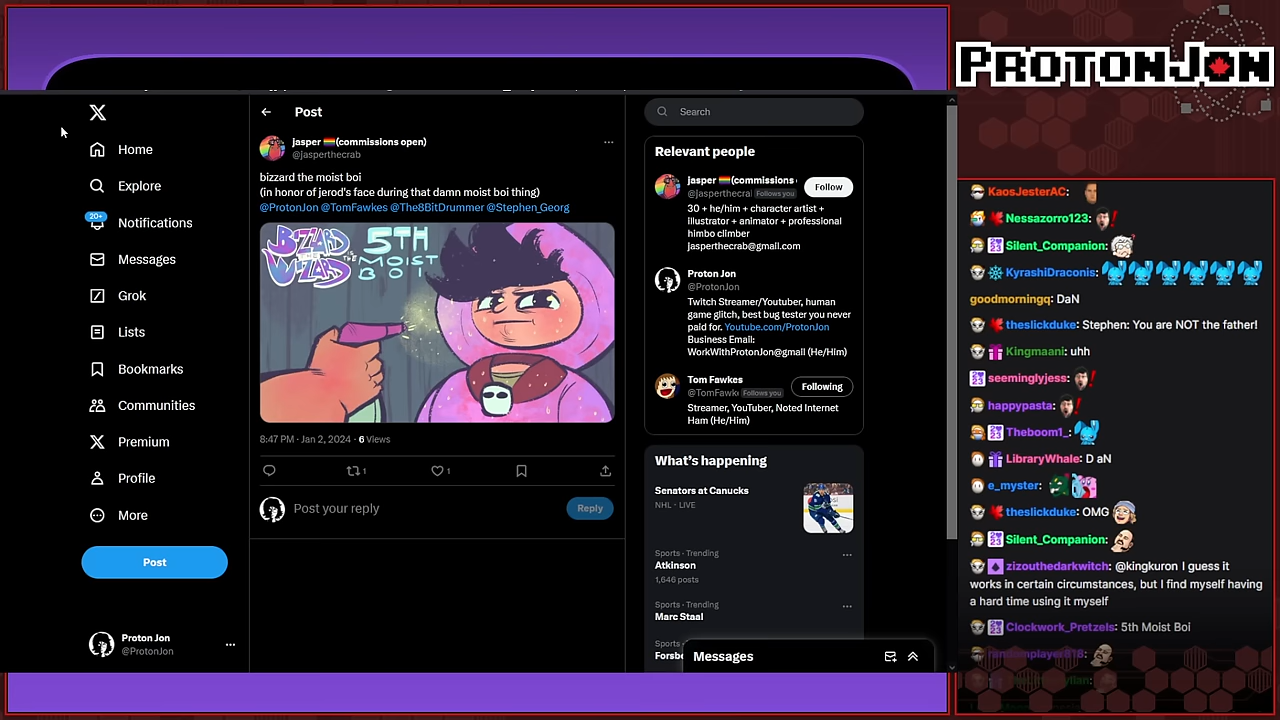 PROTONJON
Home
Explore
20+
Notifications
Messages
Grok
Lists
Bookmarks
Communities
Premium
Profile
More
Post
Proton Jon
@ProtonJon
Post
jasper (commissions open)
@jasperthecrab
bizzard the moist boi
(in honor of jerod's face during that damn moist boi thing)
@ProtonJon @TomFawkes @The8BitDrummer @Stephen_Georg
BIZZARD THE WIZARD
THE 5TH
MOIST
BOI
8:47 PM · Jan 2, 2024 · 6 Views
1
1
Post your reply
Reply
Search
Relevant people
jasper (commissions
@jasperthecrab Follows you
Follow
30 + he/him + character artist +
illustrator + animator + professional
himbo climber
jasperthecrab@gmail.com
Proton Jon
@ProtonJon
Twitch Streamer/Youtuber, human
game glitch, best bug tester you never
paid for. Youtube.com/ProtonJon
Business Email:
WorkWithProtonJon@gmail (He/Him)
Tom Fawkes
@TomFawk Follows you
Following
Streamer, YouTuber, Noted Internet
Ham (He/Him)
What's happening
Senators at Canucks
NHL · LIVE
Sports · Trending
Atkinson
1,646 posts
Sports · Trending
Marc Staal
Sports
Forsbe
Messages
KaosJesterAC:
Nessazorro123:
Silent_Companion:
KyrashiDraconis:
goodmorningq: DaN
theslickduke: Stephen: You are NOT the father!
Kingmaani: uhh
seeminglyjess:
happypasta:
Theboom1_:
LibraryWhale: D aN
e_myster:
theslickduke: OMG
Silent_Companion:
zizouthedarkwitch: @kingkuron I guess it
works in certain circumstances, but I find myself having
a hard time using it myself
Clockwork_Pretzels: 5th Moist Boi
randomplayer818: